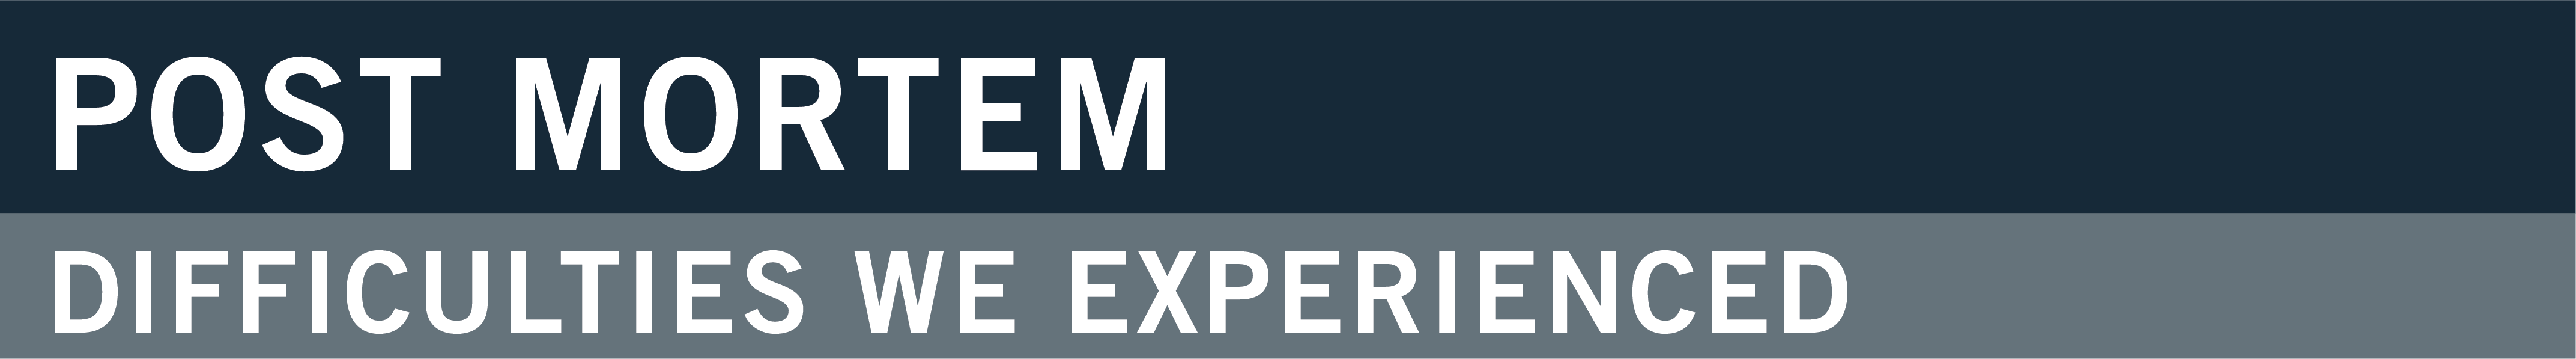 POST MORTEM
DIFFICULTIES WE EXPERIENCED